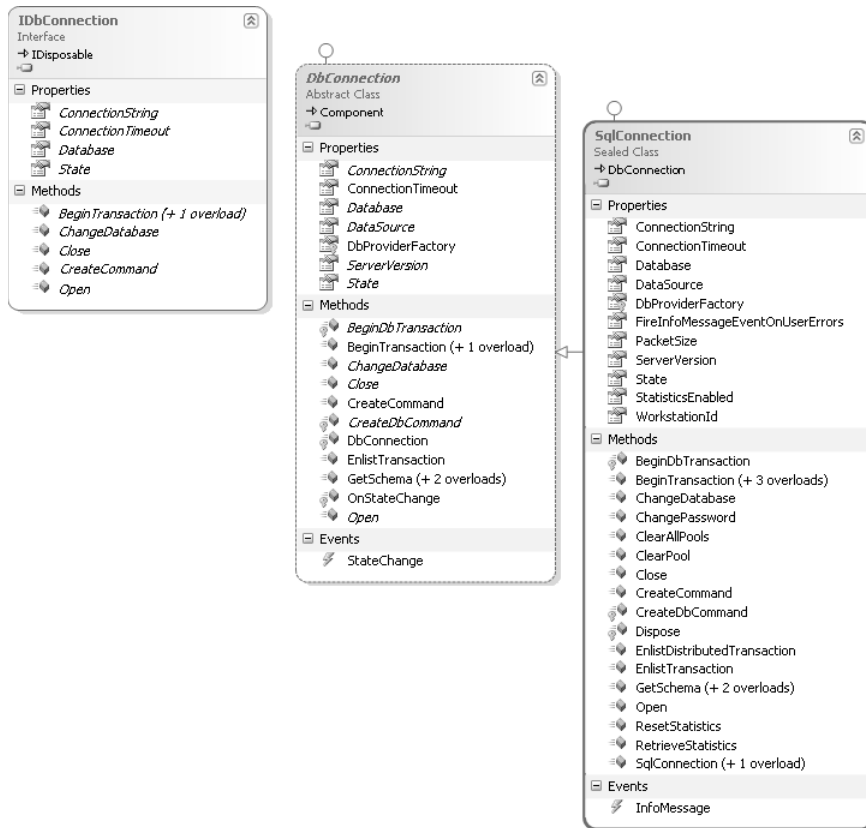 IDbConnection
Interface
IDisposable
Properties
ConnectionString
ConnectionTimeout
Database
State
Methods
BeginTransaction (+ 1 overload)
ChangeDatabase
Close
CreateCommand
Open
DbConnection
Abstract Class
Component
Properties
ConnectionString
ConnectionTimeout
Database
DataSource
DbProviderFactory
ServerVersion
State
Methods
BeginDbTransaction
BeginTransaction (+ 1 overload)
ChangeDatabase
Close
CreateCommand
CreateDbCommand
DbConnection
EnlistTransaction
GetSchema (+ 2 overloads)
OnStateChange
Open
Events
StateChange
SqlConnection
Sealed Class
DbConnection
Properties
ConnectionString
ConnectionTimeout
Database
DataSource
DbProviderFactory
FireInfoMessageEventOnUserErrors
PacketSize
ServerVersion
State
StatisticsEnabled
WorkstationId
Methods
BeginDbTransaction
BeginTransaction (+ 3 overloads)
ChangeDatabase
ChangePassword
ClearAllPools
ClearPool
Close
CreateCommand
CreateDbCommand
Dispose
EnlistDistributedTransaction
EnlistTransaction
GetSchema (+ 2 overloads)
Open
ResetStatistics
RetrieveStatistics
SqlConnection (+ 1 overload)
Events
InfoMessage